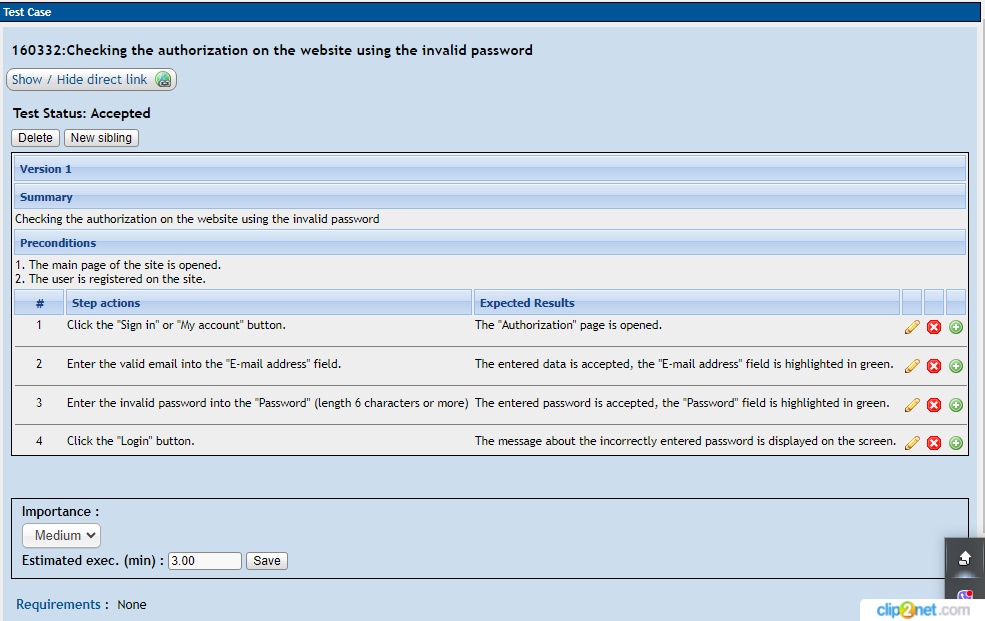 Test Case
160332:Checking the authorization on the website using the invalid password
Show / Hide direct link
Test Status: Accepted
Delete New sibling
Version 1
Summary
Checking the authorization on the website using the invalid password
Preconditions
1. The main page of the site is opened.
2. The user is registered on the site.
# Step actions Expected Results
1 Click the "Sign in" or "My account" button. The "Authorization" page is opened.
2 Enter the valid email into the "E-mail address" field. The entered data is accepted, the "E-mail address" field is highlighted in green.
3 Enter the invalid password into the "Password" (length 6 characters or more) The entered password is accepted, the "Password" field is highlighted in green.
4 Click the "Login" button. The message about the incorrectly entered password is displayed on the screen.
Importance :
Medium
Estimated exec. (min) : 3.00 Save
Requirements : None
clip2net.com